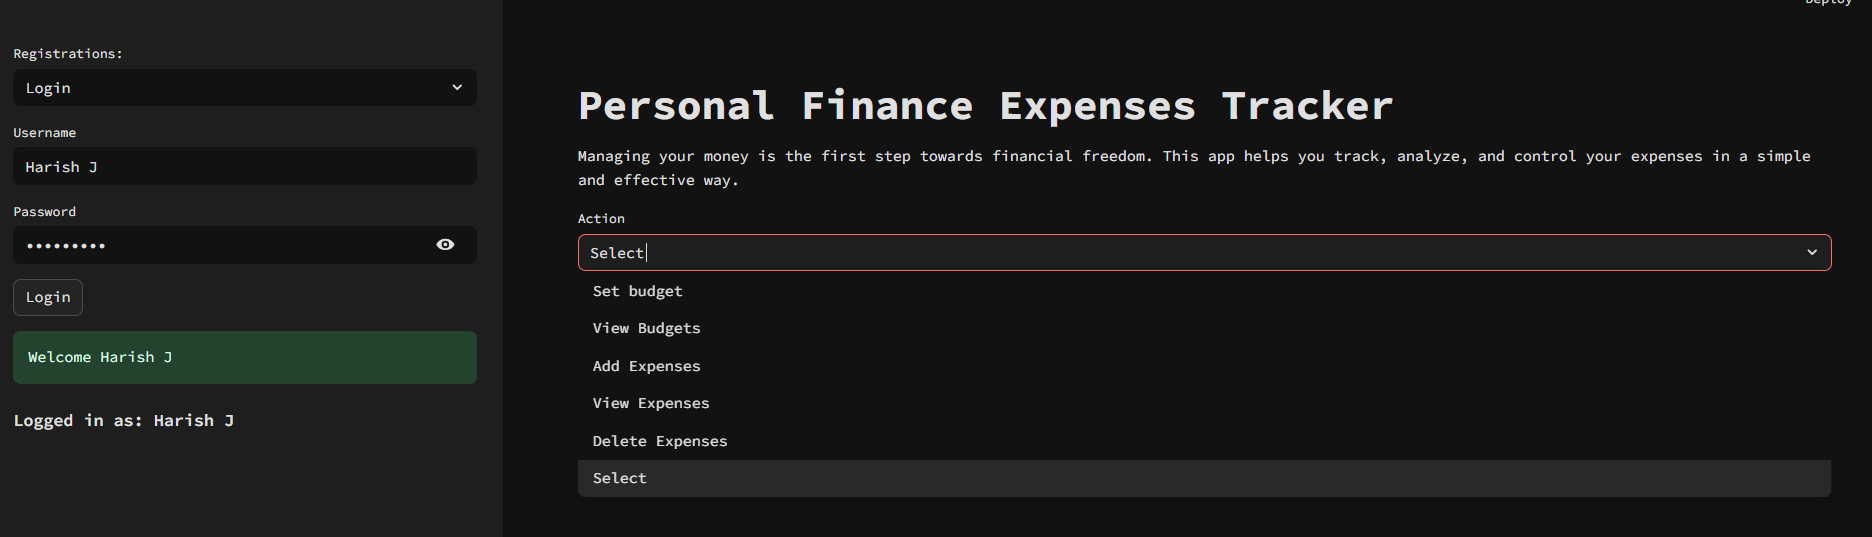 Deploy
Registrations:
Login
Username
Harish J
Password
Login
Welcome Harish J
Logged in as: Harish J
Personal Finance Expenses Tracker
Managing your money is the first step towards financial freedom. This app helps you track, analyze, and control your expenses in a simple
and effective way.
Action
Select
Set budget
View Budgets
Add Expenses
View Expenses
Delete Expenses
Select